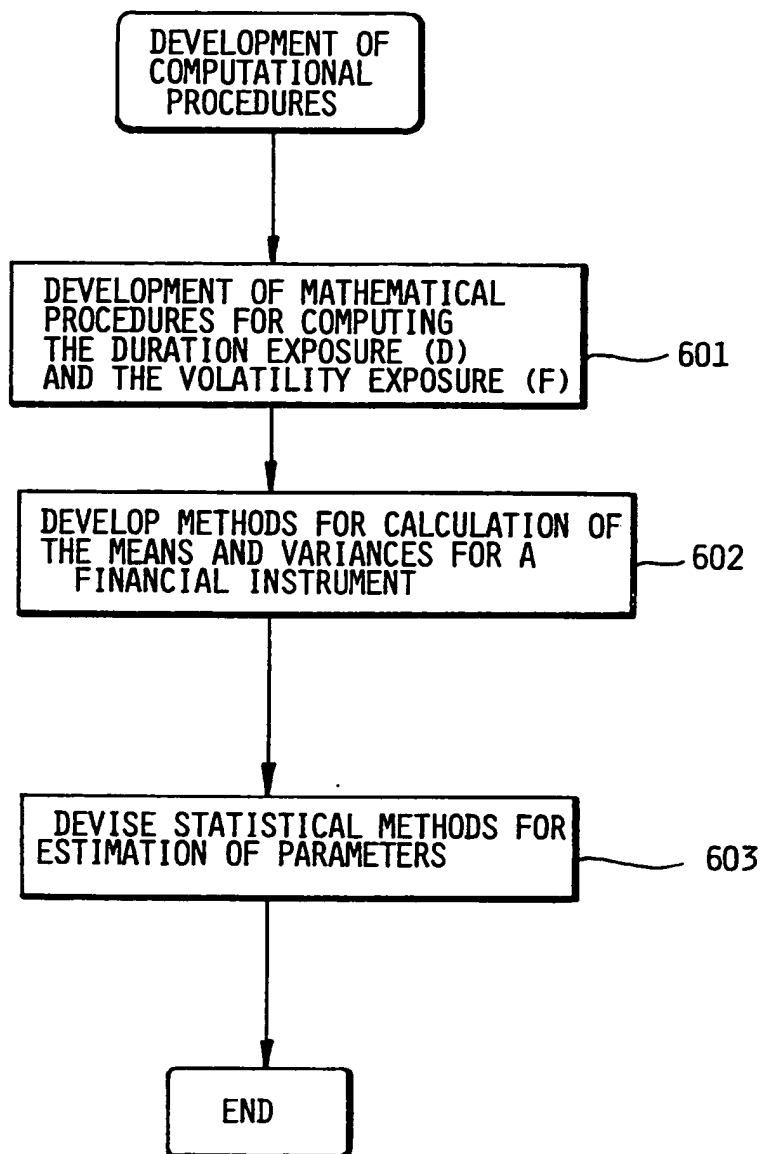 DEVELOPMENT OF
COMPUTATIONAL
PROCEDURES
DEVELOPMENT OF MATHEMATICAL
PROCEDURES FOR COMPUTING
THE DURATION EXPOSURE (D)
AND THE VOLATILITY EXPOSURE (F)
601
DEVELOP METHODS FOR CALCULATION OF
THE MEANS AND VARIANCES FOR A
FINANCIAL INSTRUMENT
602
DEVISE STATISTICAL METHODS FOR
ESTIMATION OF PARAMETERS
603
END